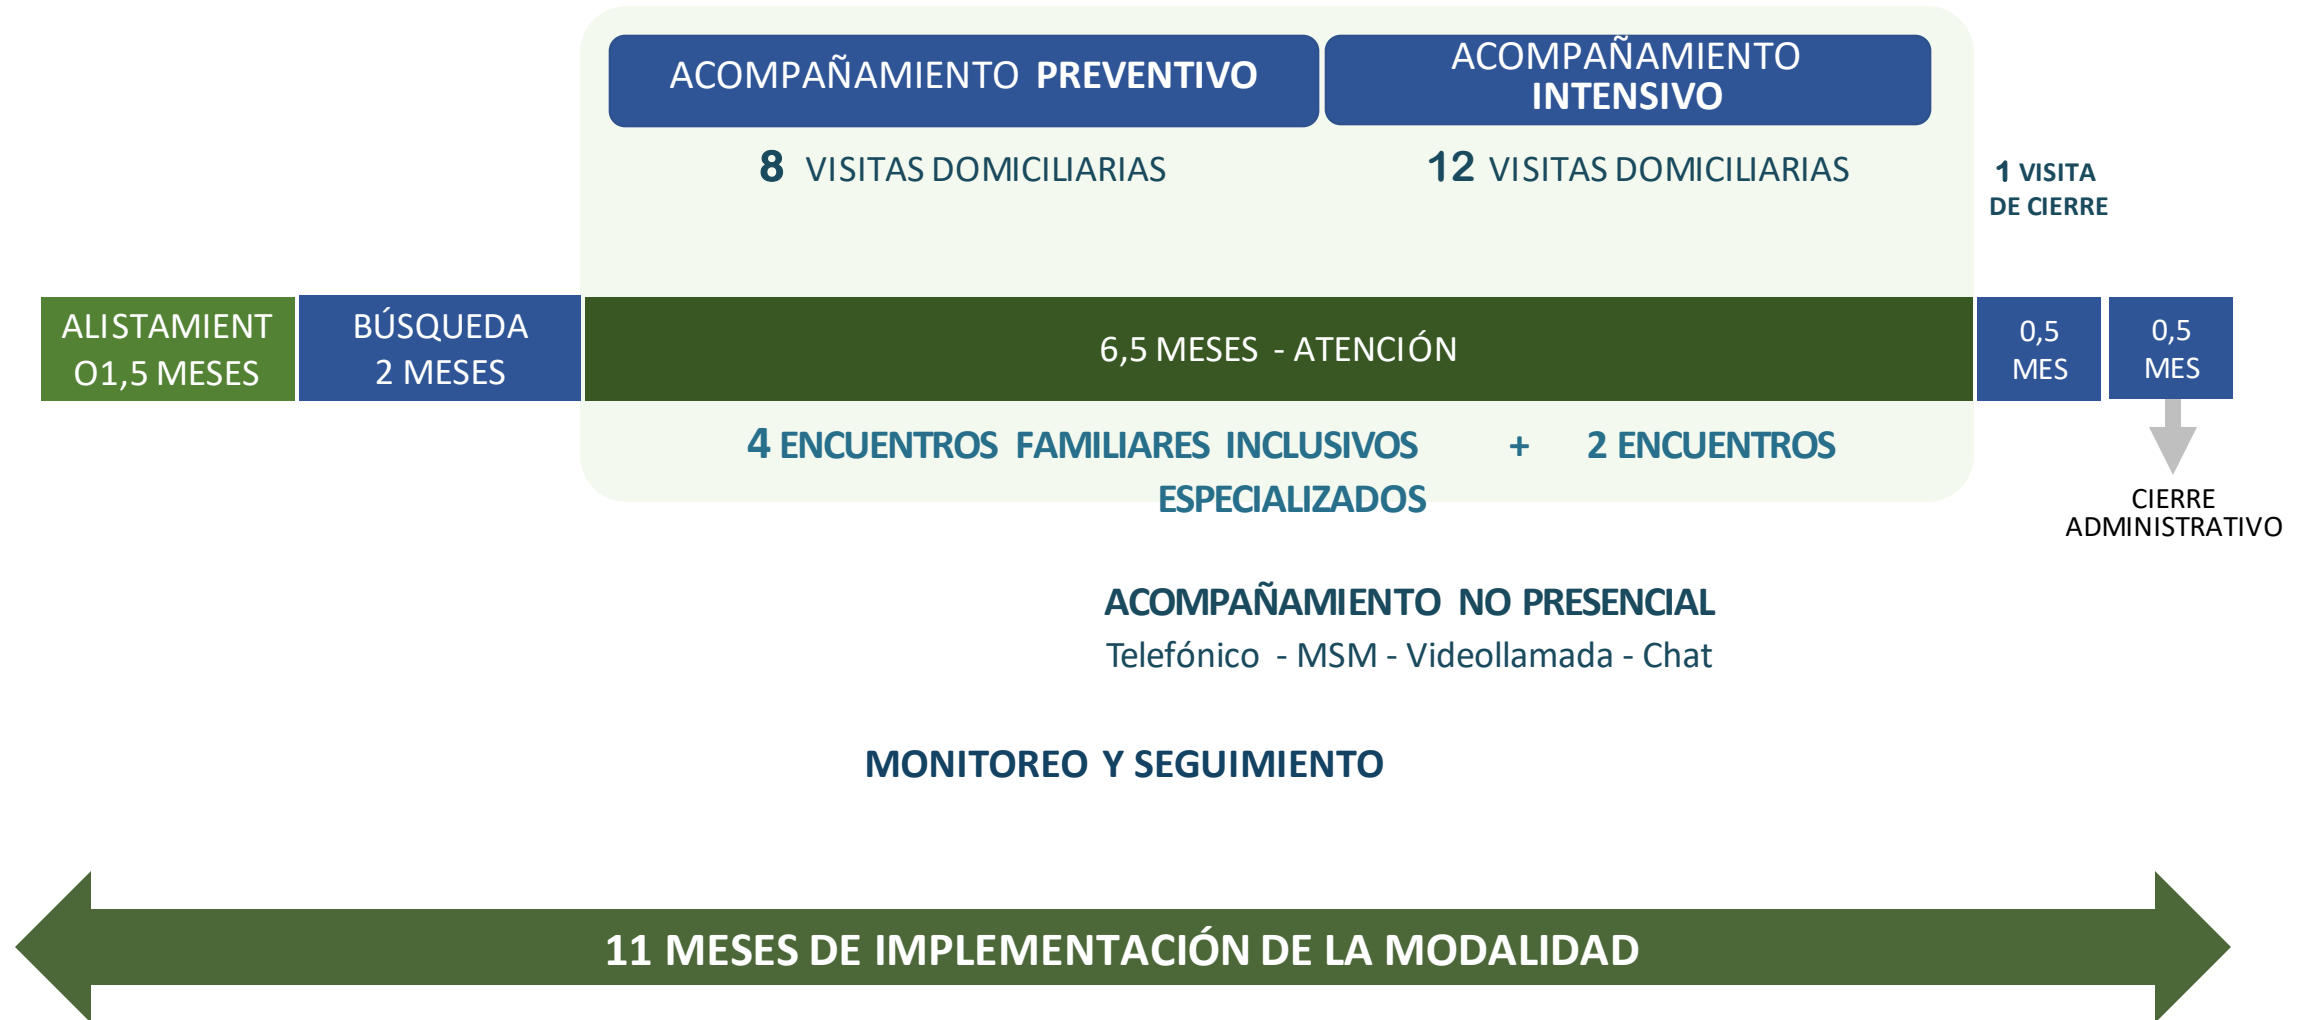 ACOMPAÑAMIENTO PREVENTIVO
ACOMPAÑAMIENTO
INTENSIVO
8 VISITAS DOMICILIARIAS
12 VISITAS DOMICILIARIAS
1 VISITA
DE CIERRE
ALISTAMIENT
O1,5 MESES
BÚSQUEDA
2 MESES
6,5 MESES - ATENCIÓN
0,5
MES
0,5
MES
4 ENCUENTROS FAMILIARES INCLUSIVOS + 2 ENCUENTROS
ESPECIALIZADOS
CIERRE
ADMINISTRATIVO
ACOMPAÑAMIENTO NO PRESENCIAL
Telefónico - MSM - Videollamada - Chat
MONITOREO Y SEGUIMIENTO
11 MESES DE IMPLEMENTACIÓN DE LA MODALIDAD